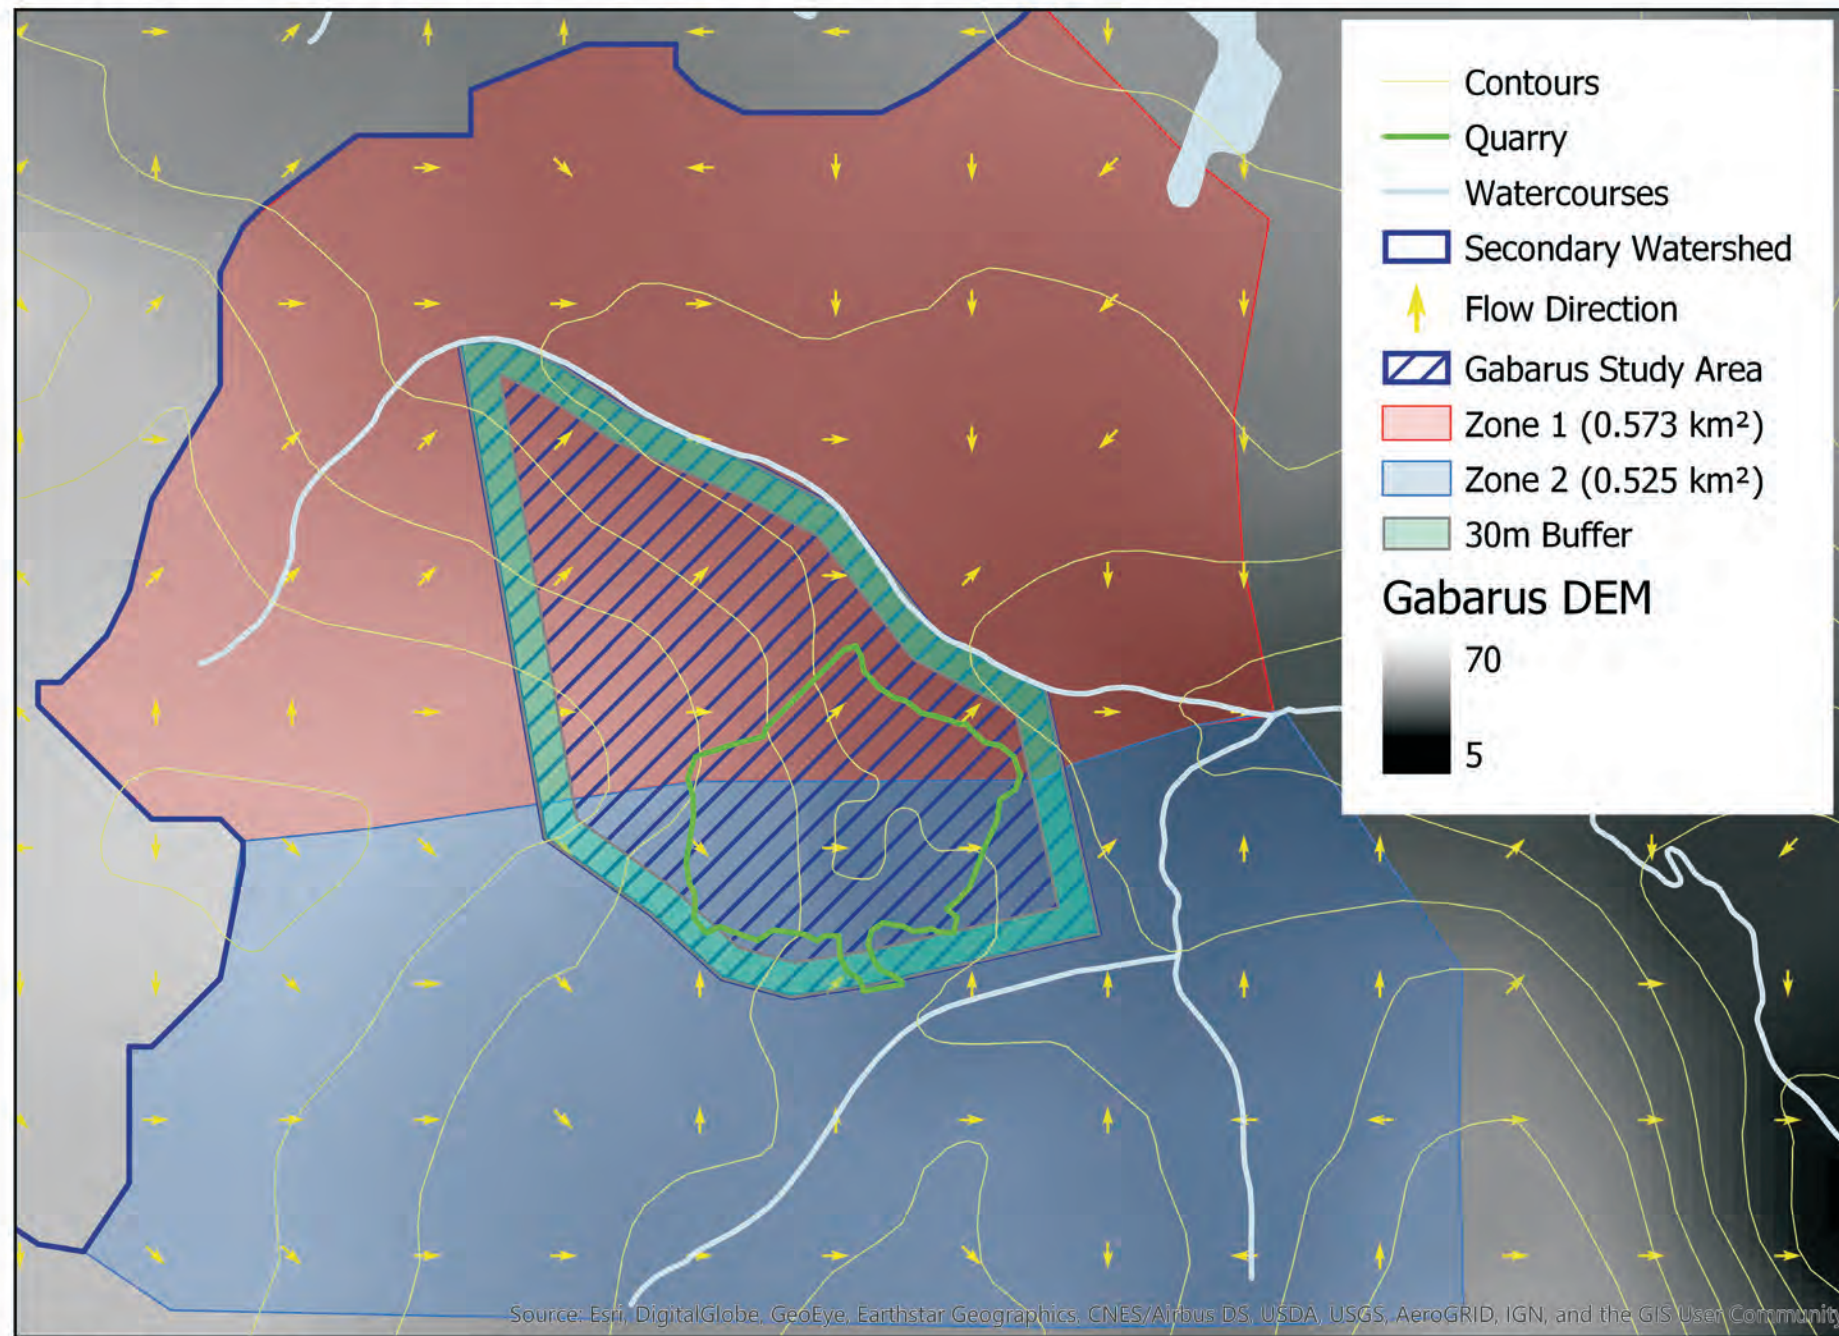 Contours
Quarry
Watercourses
Secondary Watershed
Flow Direction
Gabarus Study Area
Zone 1 (0.573 km²)
Zone 2 (0.525 km²)
30m Buffer
Gabarus DEM
70
5
Source: Esri, DigitalGlobe, GeoEye, Earthstar Geographics, CNES/Airbus DS, USDA, USGS, AeroGRID, IGN, and the GIS User Community